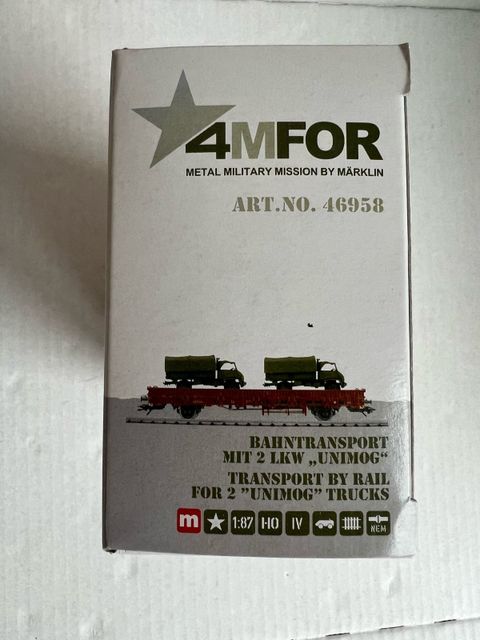 4MFOR
METAL MILITARY MISSION BY MÄRKLIN
ART.NO. 46958
BAHNTRANSPORT
MIT 2 LKW „UNIMOG“
TRANSPORT BY RAIL
FOR 2 ”UNIMOG” TRUCKS
m 1:87 H0 IV NEM